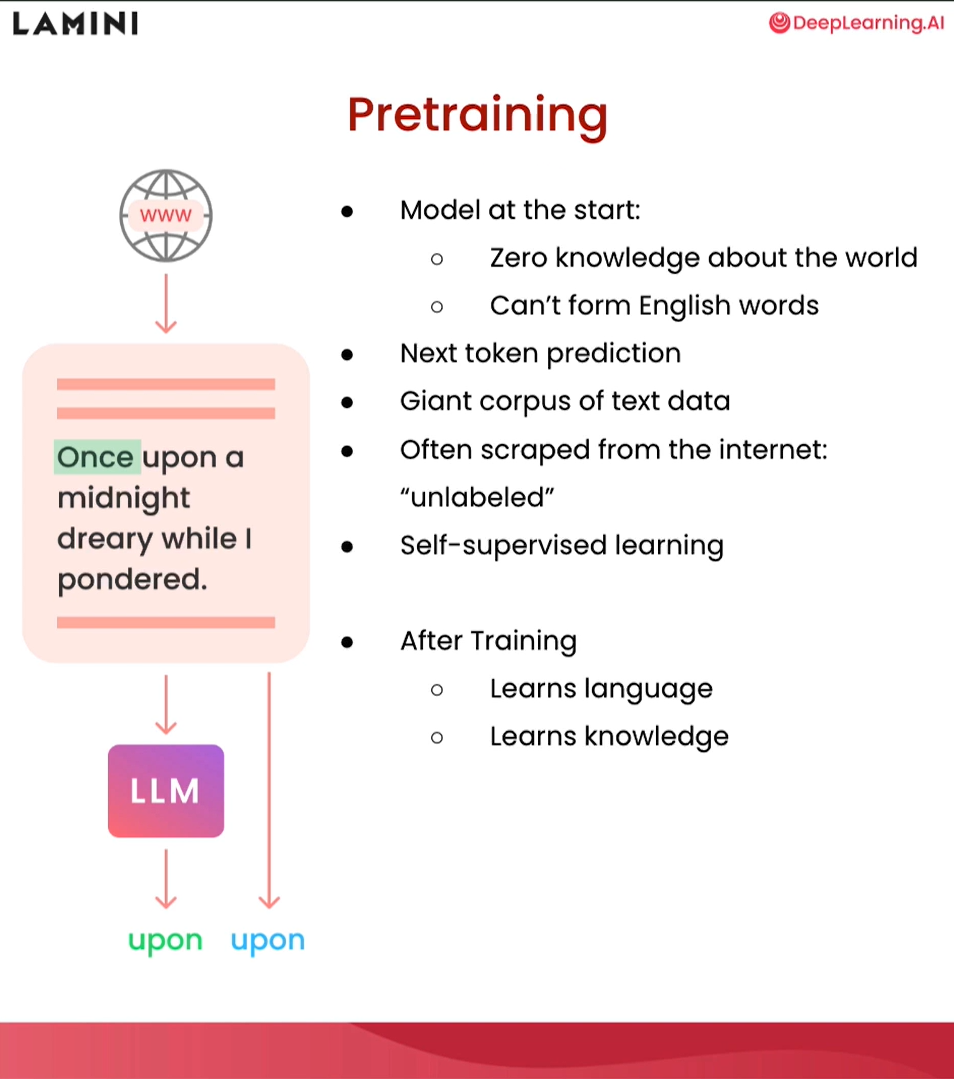 LAMINI
DeepLearning.AI
Pretraining
www
Once upon a
midnight
dreary while I
pondered.
LLM
upon upon
● Model at the start:
○ Zero knowledge about the world
○ Can’t form English words
● Next token prediction
● Giant corpus of text data
● Often scraped from the internet:
“unlabeled”
● Self-supervised learning
● After Training
○ Learns language
○ Learns knowledge